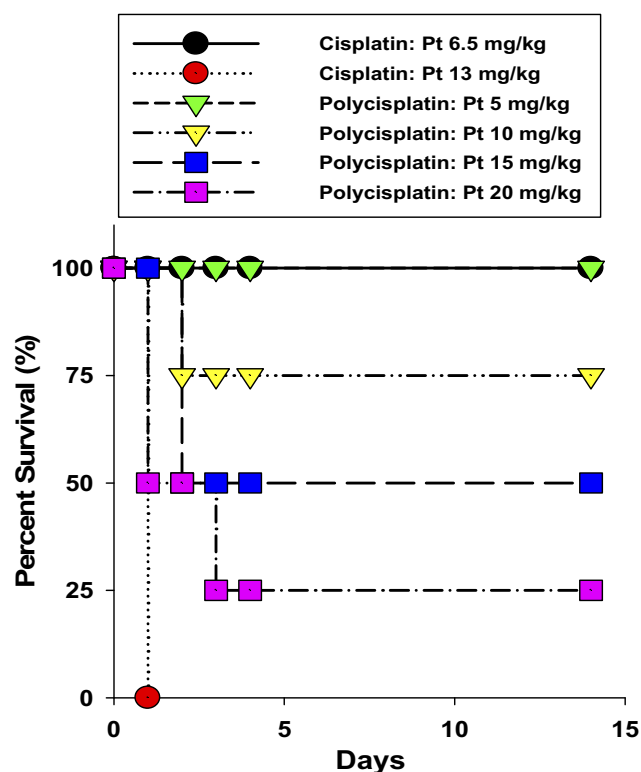 Cisplatin: Pt 6.5 mg/kg
Cisplatin: Pt 13 mg/kg
Polycisplatin: Pt 5 mg/kg
Polycisplatin: Pt 10 mg/kg
Polycisplatin: Pt 15 mg/kg
Polycisplatin: Pt 20 mg/kg
Percent Survival (%)
100
75
50
25
0
0 5 10 15
Days